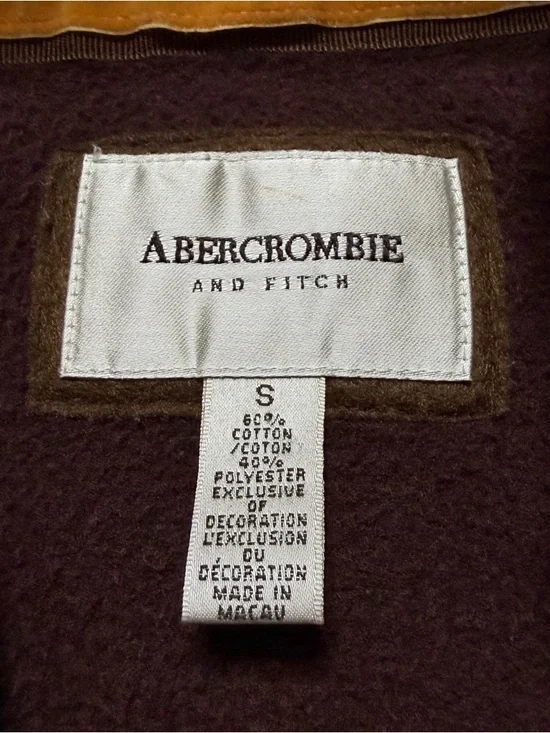 ABERCROMBIE
AND FITCH
S
60%
COTTON
/COTON
40%
POLYESTER
EXCLUSIVE
OF
DECORATION
L'EXCLUSION
DU
DÉCORATION
MADE IN
MACAU